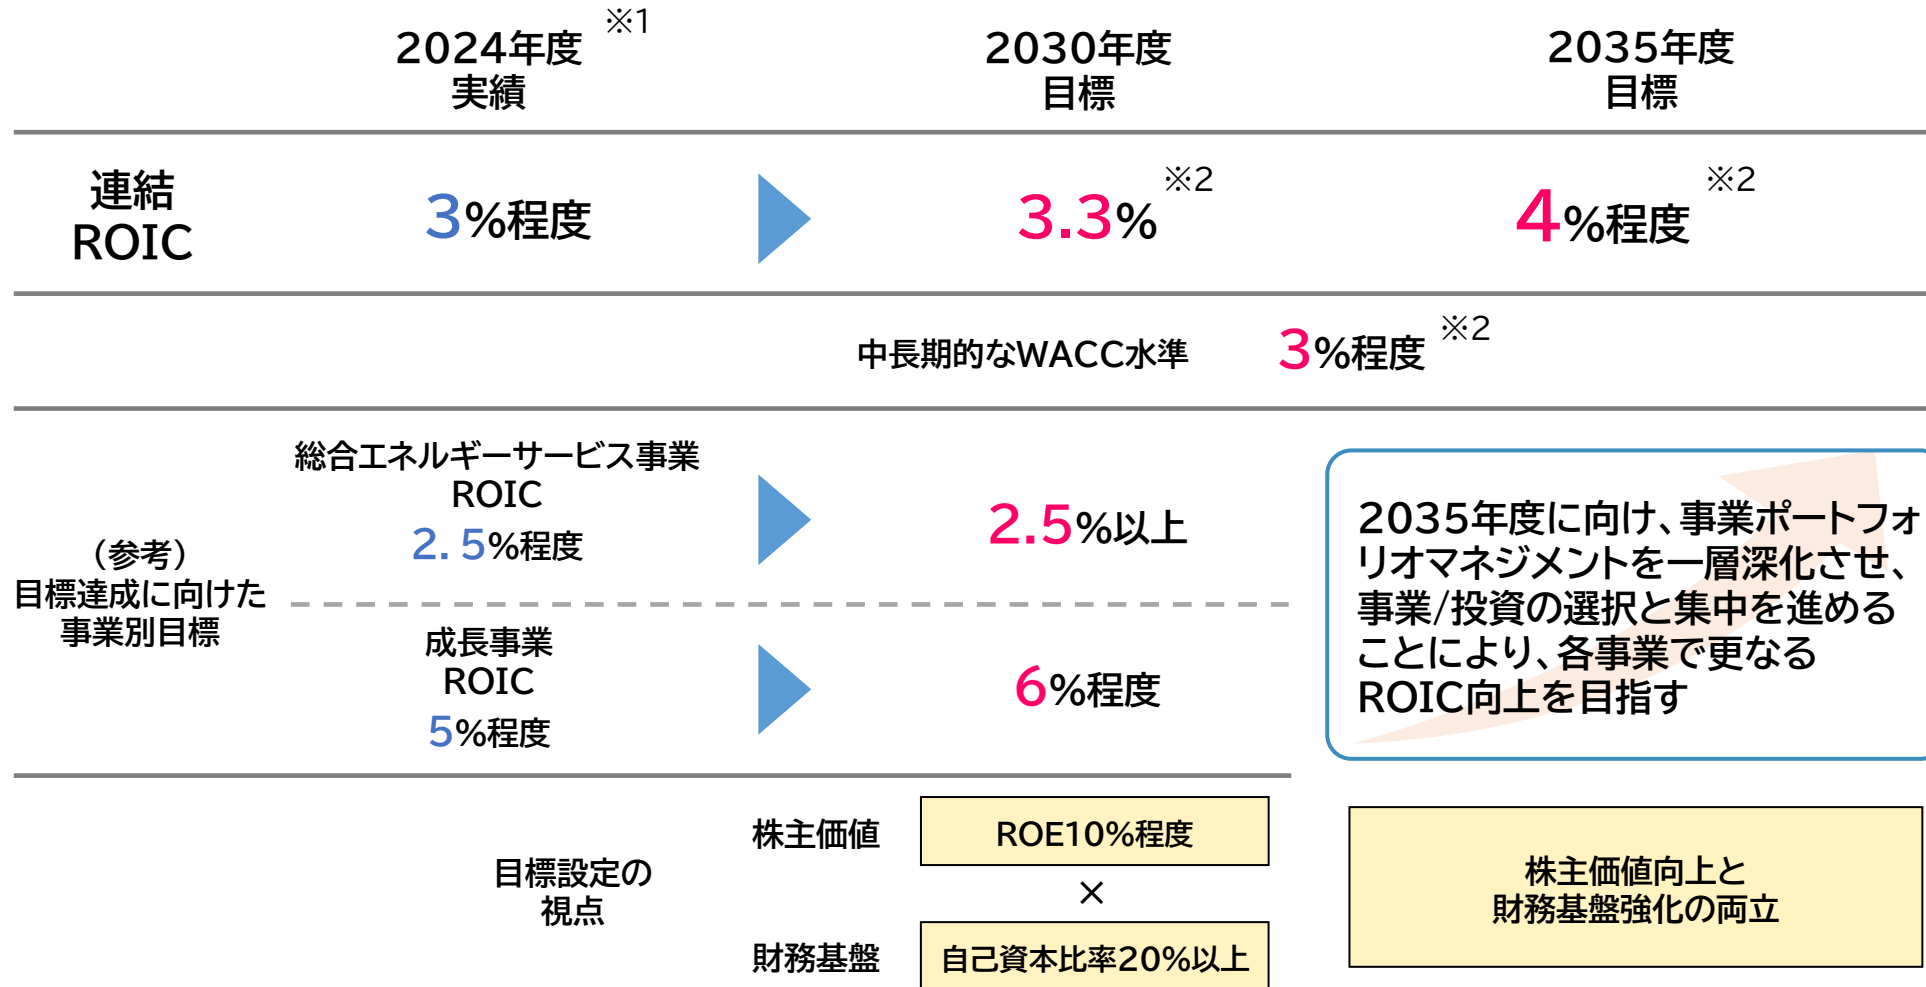 2024年度 ※1
実績
2030年度
目標
2035年度
目標
連結
ROIC
3%程度
3.3% ※2
4%程度 ※2
中長期的なWACC水準 3%程度 ※2
(参考)
目標達成に向けた
事業別目標
総合エネルギーサービス事業
ROIC
2.5%程度
2.5%以上
成長事業
ROIC
5%程度
6%程度
2035年度に向け、事業ポートフォ
リオマネジメントを一層深化させ、
事業/投資の選択と集中を進める
ことにより、各事業で更なる
ROIC向上を目指す
目標設定の
視点
株主価値
ROE10%程度
×
財務基盤
自己資本比率20%以上
株主価値向上と
財務基盤強化の両立